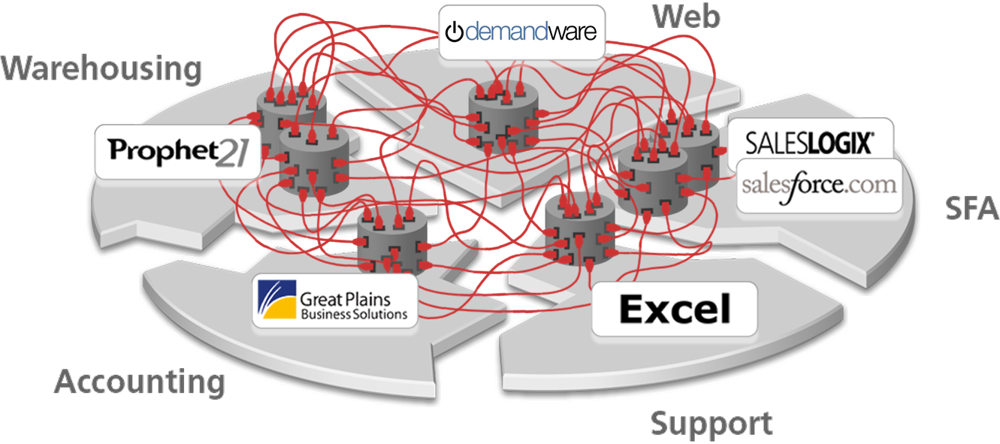 demandware
Web
Warehousing
Prophet21
SALESLOGIX®
salesforce.com
SFA
Great Plains
Business Solutions
Excel
Accounting
Support